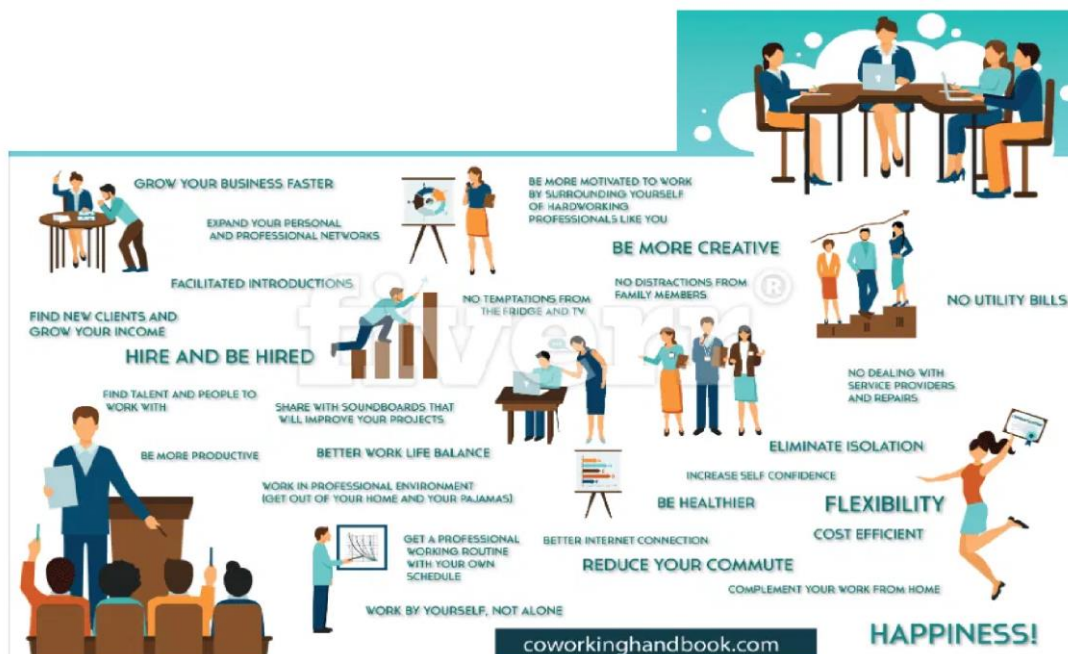 GROW YOUR BUSINESS FASTER
EXPAND YOUR PERSONAL
AND PROFESSIONAL NETWORKS
FACILITATED INTRODUCTIONS
FIND NEW CLIENTS AND
GROW YOUR INCOME
HIRE AND BE HIRED
FIND TALENT AND PEOPLE TO
WORK WITH
BE MORE PRODUCTIVE
SHARE WITH SOUNDBOARDS THAT
WILL IMPROVE YOUR PROJECTS
BETTER WORK LIFE BALANCE
WORK IN PROFESSIONAL ENVIRONMENT
(GET OUT OF YOUR HOME AND YOUR PAJAMAS)
GET A PROFESSIONAL
WORKING ROUTINE
WITH YOUR OWN
SCHEDULE
WORK BY YOURSELF, NOT ALONE
BE MORE MOTIVATED TO WORK
BY SURROUNDING YOURSELF
OF HARDWORKING
PROFESSIONALS LIKE YOU
BE MORE CREATIVE
NO DISTRACTIONS FROM
FAMILY MEMBERS
NO TEMPTATIONS FROM
THE FRIDGE AND TV
fiverr®
NO UTILITY BILLS
NO DEALING WITH
SERVICE PROVIDERS
AND REPAIRS
ELIMINATE ISOLATION
INCREASE SELF CONFIDENCE
BE HEALTHIER
FLEXIBILITY
COST EFFICIENT
BETTER INTERNET CONNECTION
REDUCE YOUR COMMUTE
COMPLEMENT YOUR WORK FROM HOME
HAPPINESS!
coworkinghandbook.com